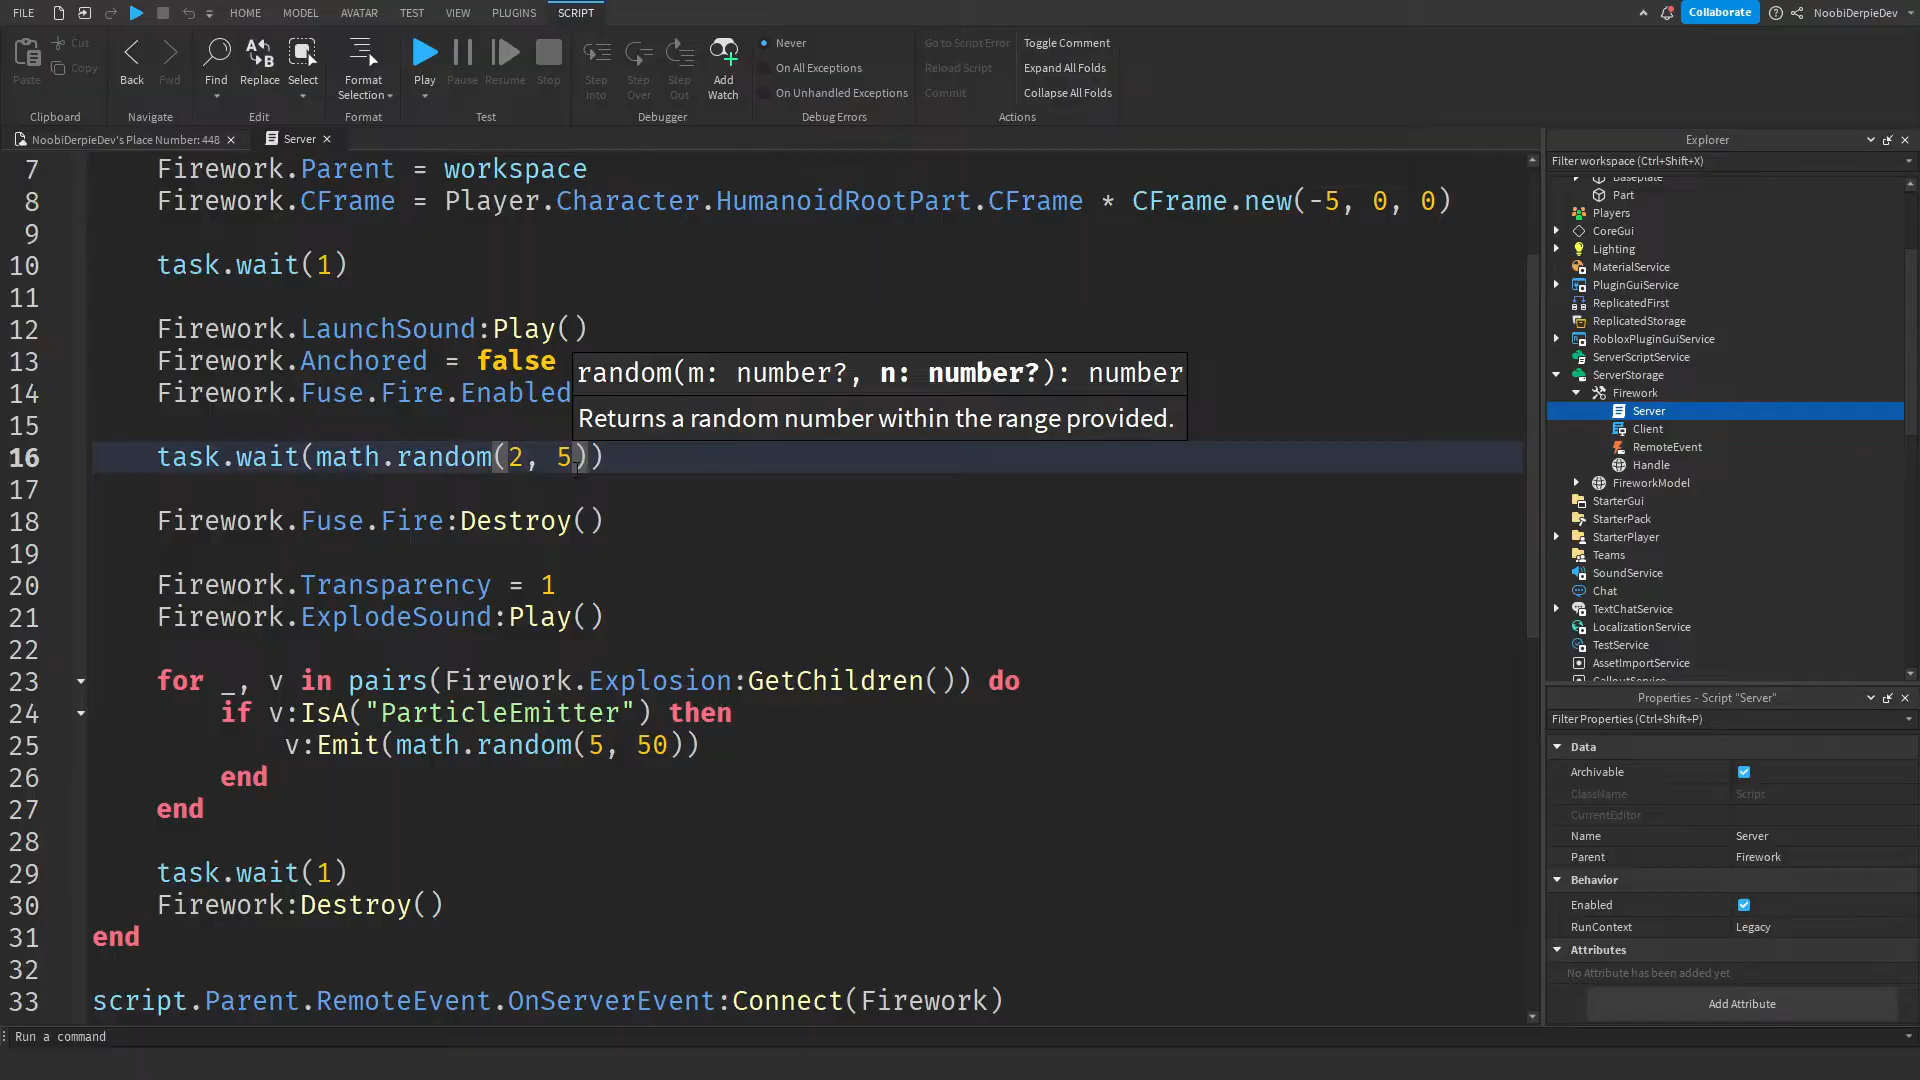 FILE HOME MODEL AVATAR TEST VIEW PLUGINS SCRIPT Collaborate NoobiDerpieDev
Paste Cut Copy
Back Fwd
Find Replace Select
Format Selection
Play Pause Resume Stop
Step Into Step Over Step Out Add Watch
Never
On All Exceptions
On Unhandled Exceptions
Go to Script Error
Reload Script
Commit
Toggle Comment
Expand All Folds
Collapse All Folds
Clipboard Navigate Edit Format Test Debugger Debug Errors Actions
NoobiDerpieDev's Place Number: 448 Server
7 Firework.Parent = workspace
8 Firework.CFrame = Player.Character.HumanoidRootPart.CFrame * CFrame.new(-5, 0, 0)
9
10 task.wait(1)
11
12 Firework.LaunchSound:Play()
13 Firework.Anchored = false
14 Firework.Fuse.Fire.Enabled
random(m: number?, n: number?): number
Returns a random number within the range provided.
15
16 task.wait(math.random(2, 5))
17
18 Firework.Fuse.Fire:Destroy()
19
20 Firework.Transparency = 1
21 Firework.ExplodeSound:Play()
22
23 for _, v in pairs(Firework.Explosion:GetChildren()) do
24 if v:IsA("ParticleEmitter") then
25 v:Emit(math.random(5, 50))
26 end
27 end
28
29 task.wait(1)
30 Firework:Destroy()
31 end
32
33 script.Parent.RemoteEvent.OnServerEvent:Connect(Firework)
Run a command
Explorer
Filter workspace (Ctrl+Shift+X)
Baseplate
Part
Players
CoreGui
Lighting
MaterialService
PluginGuiService
ReplicatedFirst
ReplicatedStorage
RobloxPluginGuiService
ServerScriptService
ServerStorage
Firework
Server
Client
RemoteEvent
Handle
FireworkModel
StarterGui
StarterPack
StarterPlayer
Teams
SoundService
Chat
TextChatService
LocalizationService
TestService
AssetImportService
CalloutService
Properties - Script "Server"
Filter Properties (Ctrl+Shift+P)
Data
Archivable
ClassName Script
CurrentEditor
Name Server
Parent Firework
Behavior
Enabled
RunContext Legacy
Attributes
No Attribute has been added yet
Add Attribute